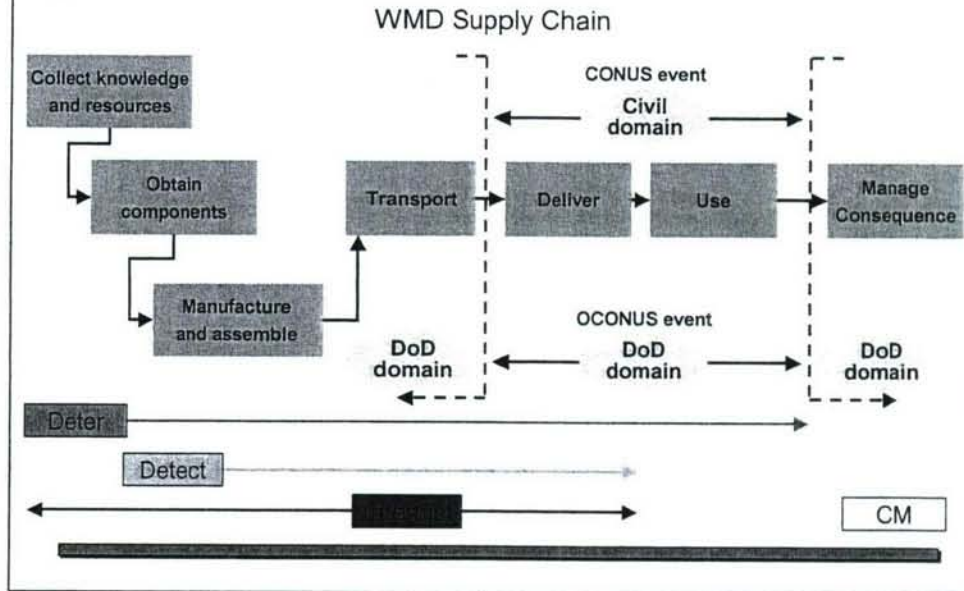 WMD Supply Chain
Collect knowledge
and resources
CONUS event
Civil
domain
Obtain
components
Transport
Deliver
Use
Manage
Consequence
Manufacture
and assemble
OCONUS event
DoD
domain
DoD
domain
DoD
domain
Deter
Detect
CM